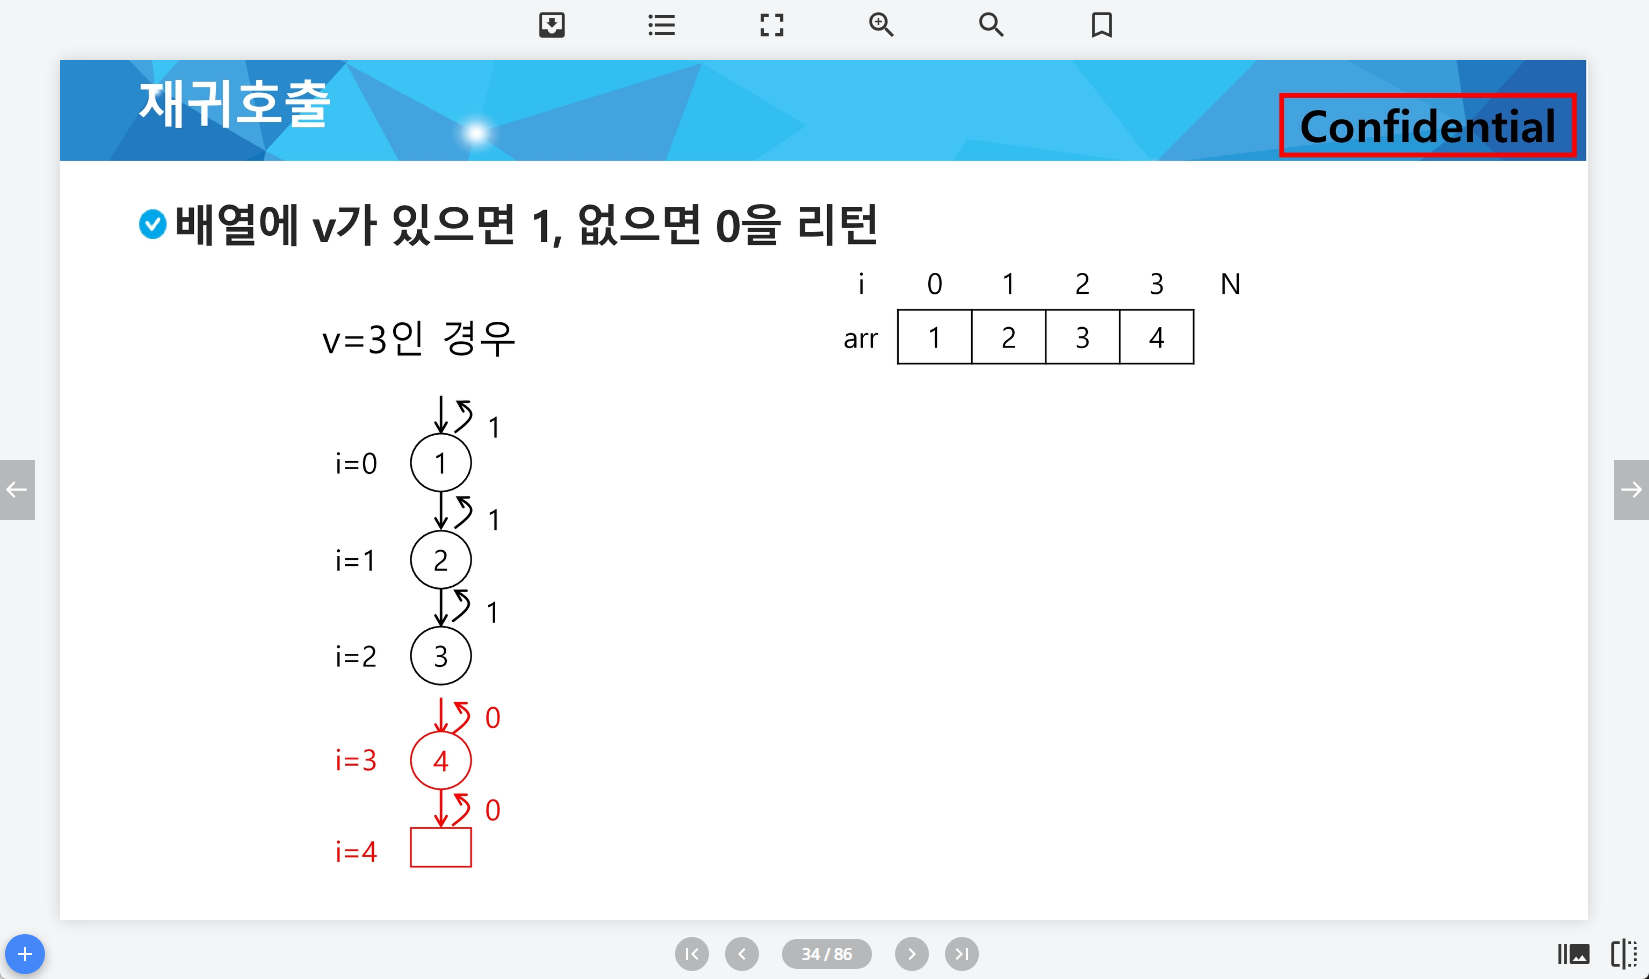 재귀호출
Confidential
배열에 v가 있으면 1, 없으면 0을 리턴
i 0 1 2 3 N
arr 1 2 3 4
v=3인 경우
1
i=0 1
1
i=1 2
1
i=2 3
0
i=3 4
0
i=4
34 / 86